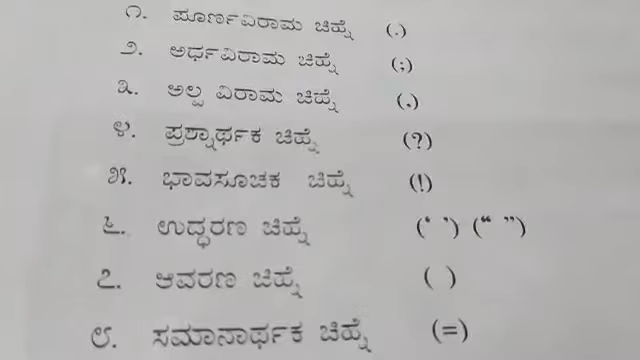 ೧. ಪೂರ್ಣವಿರಾಮ ಚಿಹ್ನೆ (.)
೨. ಅರ್ಧವಿರಾಮ ಚಿಹ್ನೆ (;)
೩. ಅಲ್ಪ ವಿರಾಮ ಚಿಹ್ನೆ (,)
೪. ಪ್ರಶ್ನಾರ್ಥಕ ಚಿಹ್ನೆ (?)
೫. ಭಾವಸೂಚಕ ಚಿಹ್ನೆ (!)
೬. ಉದ್ಧರಣ ಚಿಹ್ನೆ (‘ ’) (“ ”)
೭. ಆವರಣ ಚಿಹ್ನೆ ( )
೮. ಸಮಾನಾರ್ಥಕ ಚಿಹ್ನೆ (=)